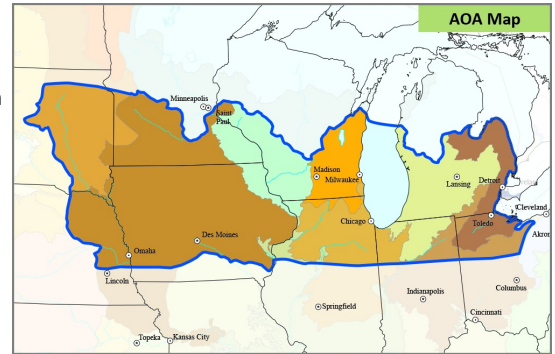 AOA Map
Minneapolis
Saint
Paul
Madison
Milwaukee
Lansing
Detroit
Cleveland
Chicago
Toledo
Akron
Des Moines
Omaha
Lincoln
Springfield
Indianapolis
Columbus
Cincinnati
Topeka
Kansas City